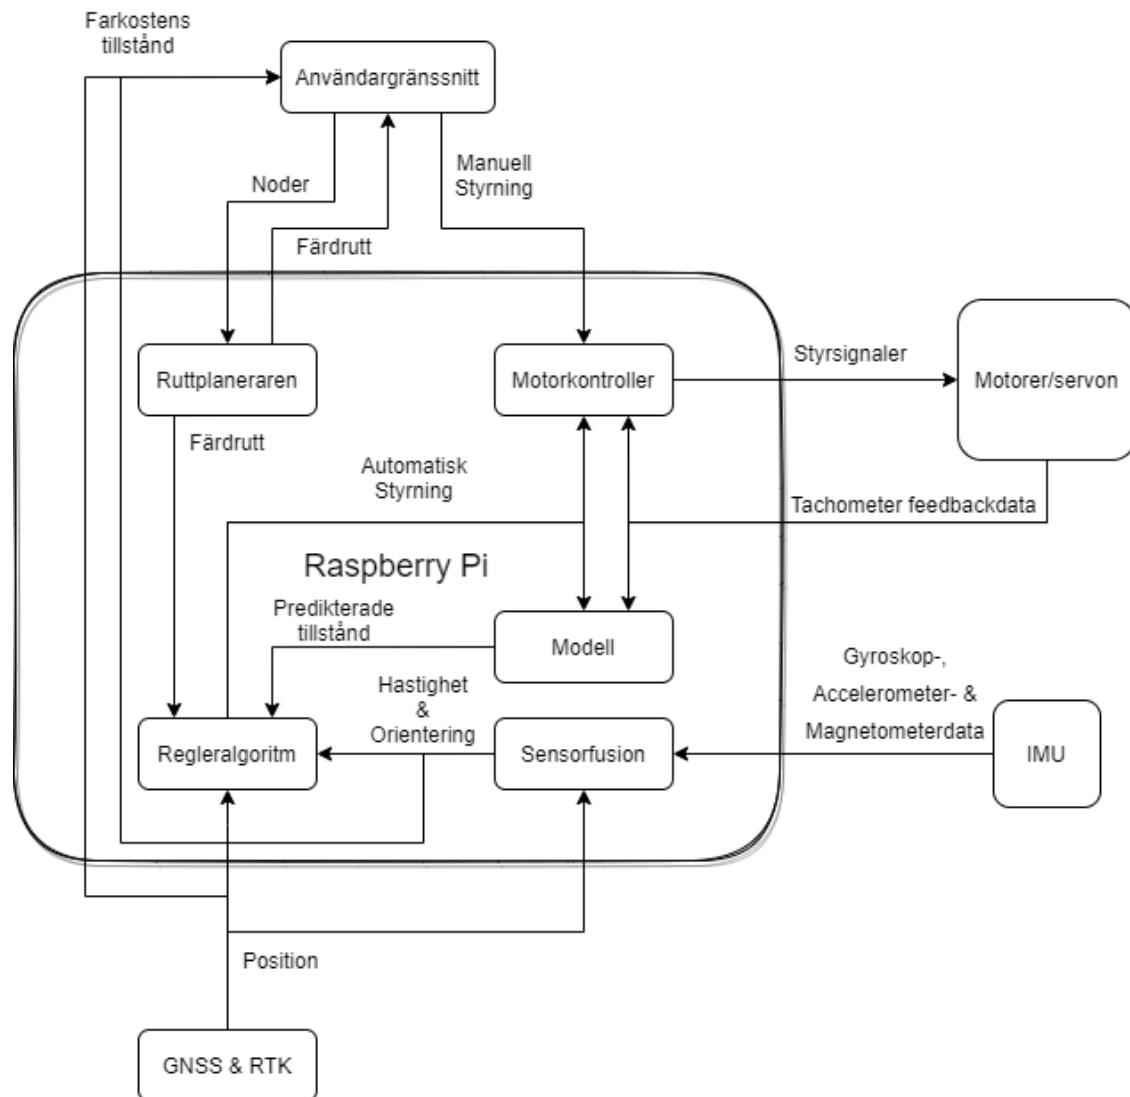 Farkostens
tillstånd
Användargränssnitt
Manuell
Styrning
Noder
Färdrutt
Ruttplaneraren
Motorkontroller
Styrsignaler
Motorer/servon
Färdrutt
Automatisk
Styrning
Tachometer feedbackdata
Raspberry Pi
Predikterade
tillstånd
Modell
Gyroskop-,
Accelerometer- &
Magnetometerdata
Hastighet
&
Orientering
Regleralgoritm
Sensorfusion
IMU
Position
GNSS & RTK